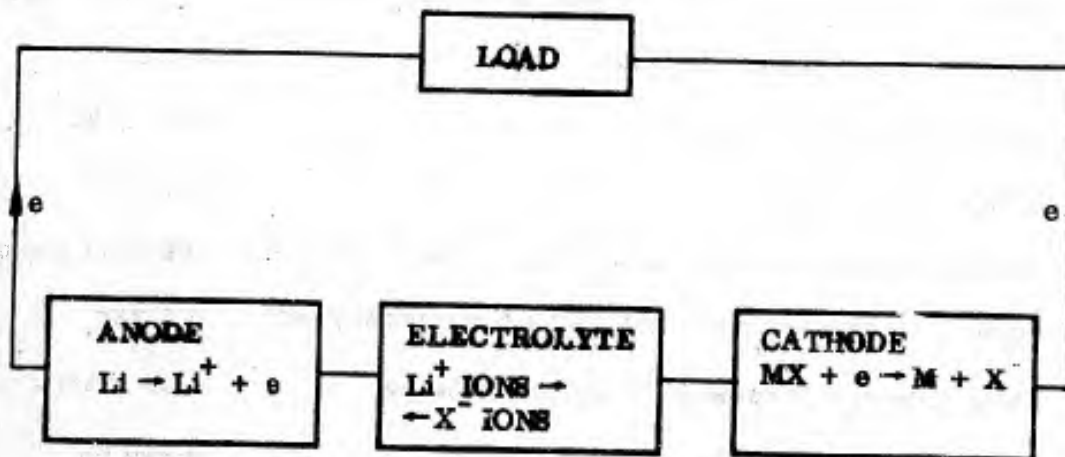 LOAD
e
e
ANODE
Li → Li⁺ + e
ELECTROLYTE
Li⁺ IONS →
← X⁻ IONS
CATHODE
MX + e → M + X